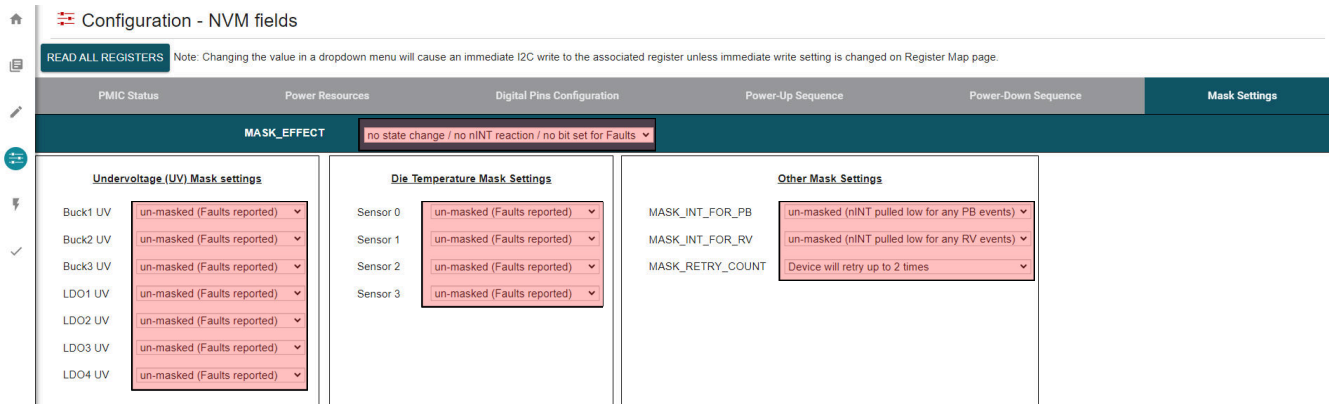 Configuration - NVM fields
READ ALL REGISTERS Note: Changing the value in a dropdown menu will cause an immediate I2C write to the associated register unless immediate write setting is changed on Register Map page.
PMIC Status Power Resources Digital Pins Configuration Power-Up Sequence Power-Down Sequence Mask Settings
MASK_EFFECT no state change / no nINT reaction / no bit set for Faults
Undervoltage (UV) Mask settings
Buck1 UV un-masked (Faults reported)
Buck2 UV un-masked (Faults reported)
Buck3 UV un-masked (Faults reported)
LDO1 UV un-masked (Faults reported)
LDO2 UV un-masked (Faults reported)
LDO3 UV un-masked (Faults reported)
LDO4 UV un-masked (Faults reported)
Die Temperature Mask Settings
Sensor 0 un-masked (Faults reported)
Sensor 1 un-masked (Faults reported)
Sensor 2 un-masked (Faults reported)
Sensor 3 un-masked (Faults reported)
Other Mask Settings
MASK_INT_FOR_PB un-masked (nINT pulled low for any PB events)
MASK_INT_FOR_RV un-masked (nINT pulled low for any RV events)
MASK_RETRY_COUNT Device will retry up to 2 times